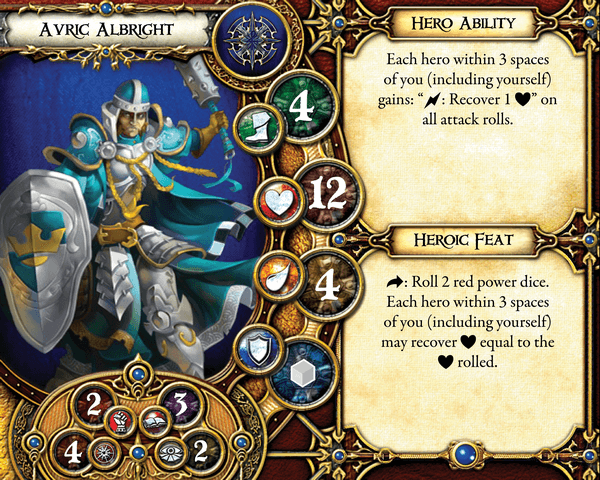 Avric Albright
4
12
4
2
3
4
2
Hero Ability
Each hero within 3 spaces
of you (including yourself)
gains: “ : Recover 1 ” on
all attack rolls.
Heroic Feat
: Roll 2 red power dice.
Each hero within 3 spaces
of you (including yourself)
may recover equal to the
rolled.